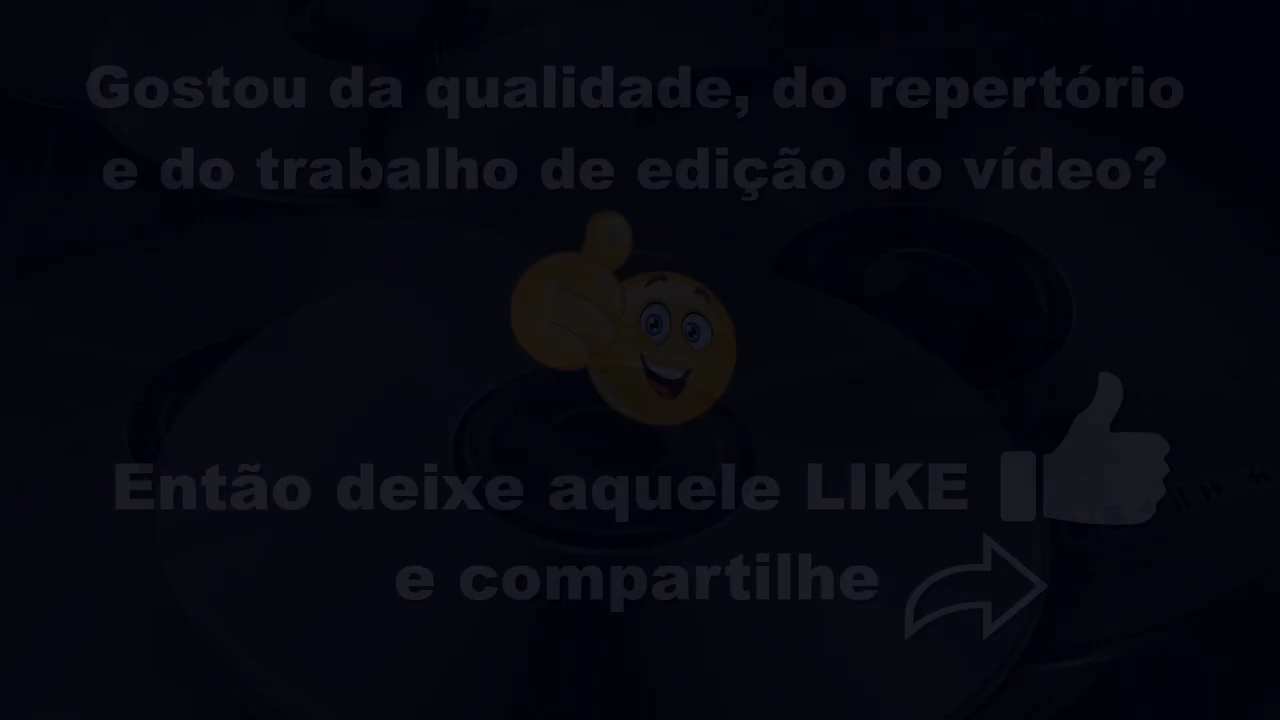 Gostou da qualidade, do repertório
e do trabalho de edição do vídeo?
Então deixe aquele LIKE
e compartilhe